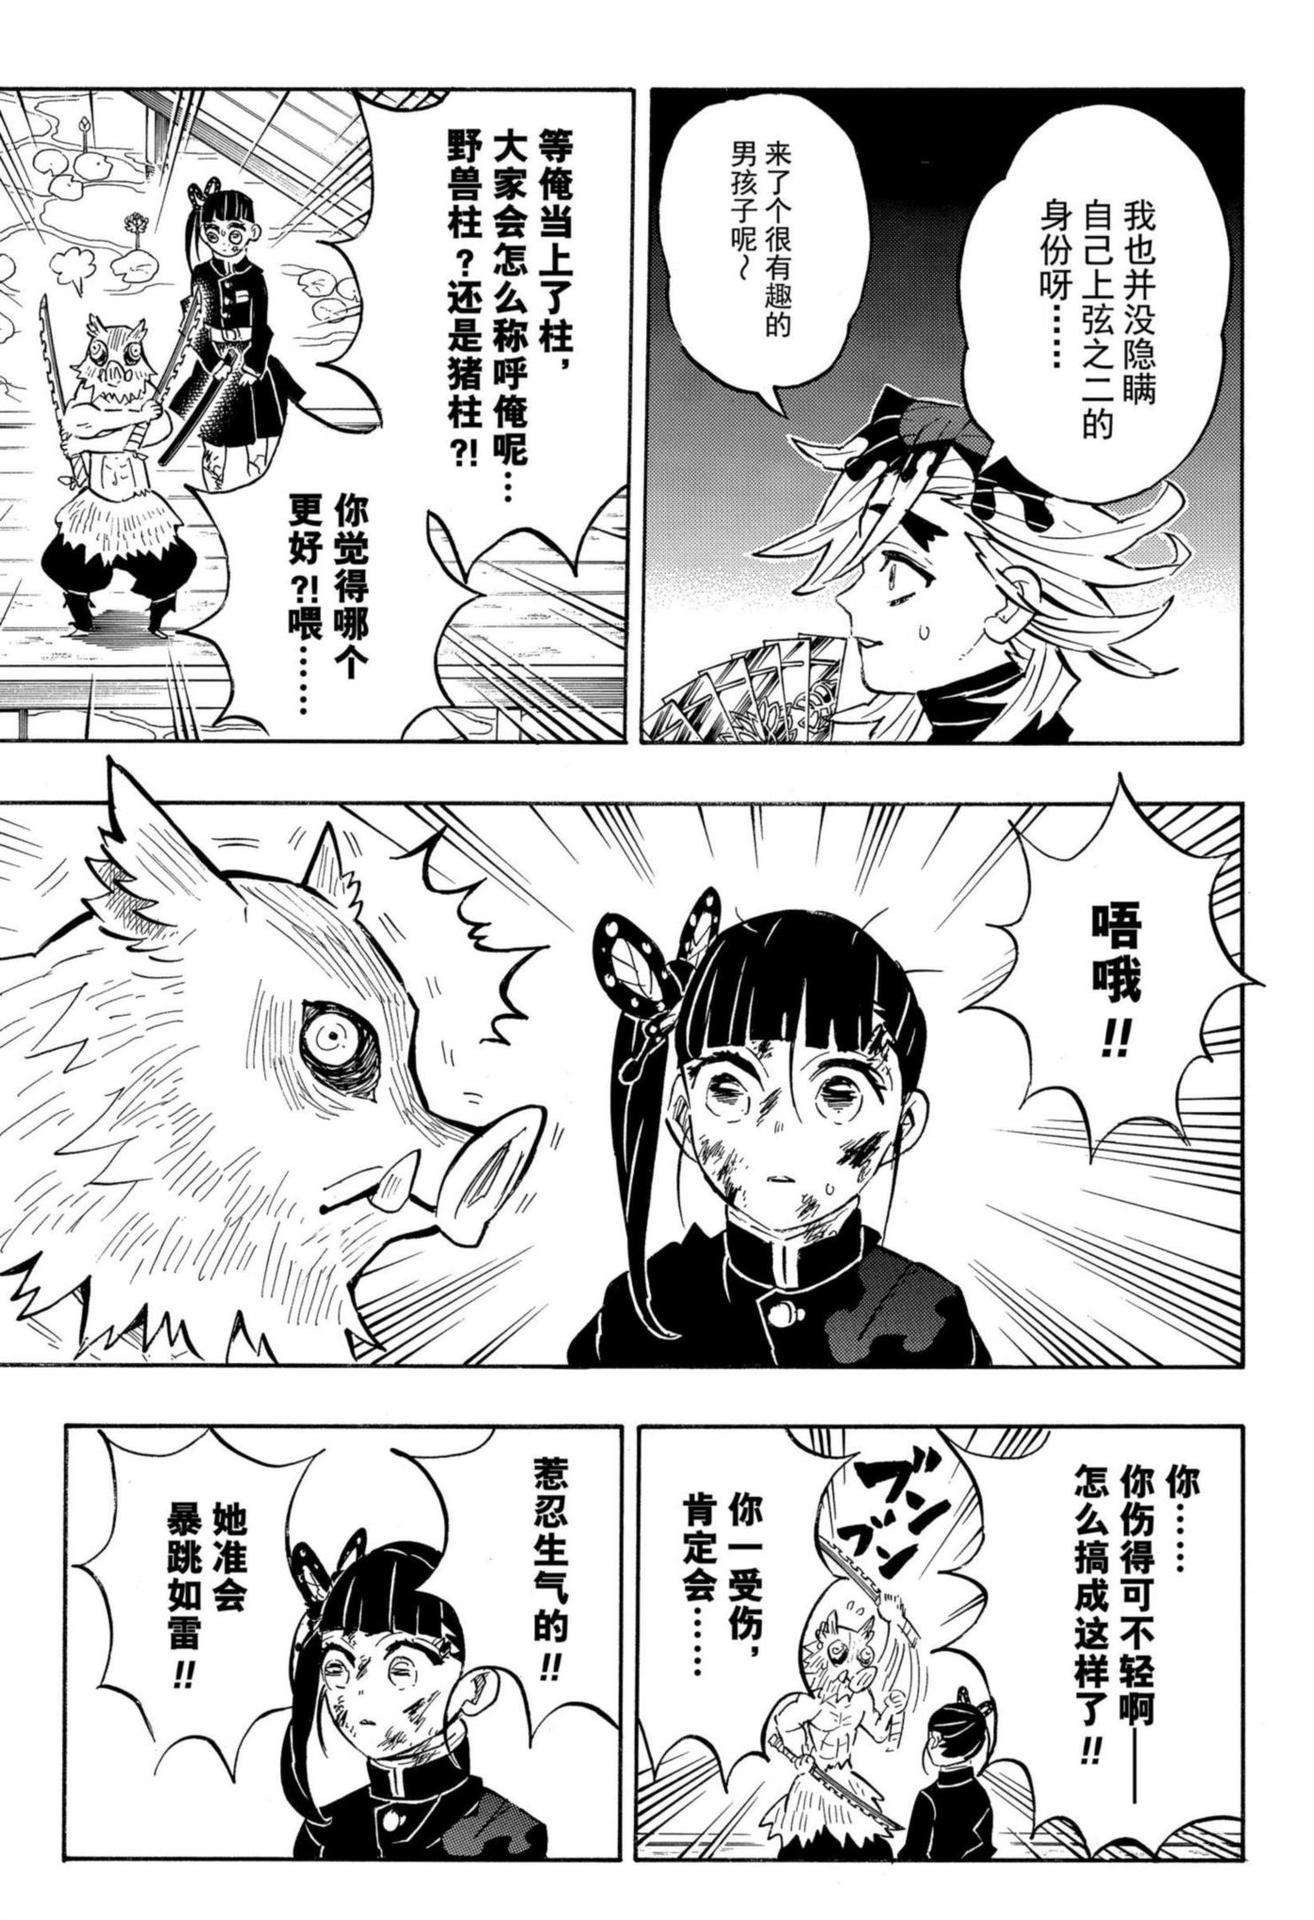 我也并没隐瞒
自己上弦之二的
身份呀……
来了个很有趣的
男孩子呢～
等俺当上了柱，
大家会怎么称呼俺呢…
野兽柱？还是猪柱?!
你觉得哪个
更好?!喂……
唔哦!!
你……
你伤得可不轻啊——
怎么搞成这样了!!
ブンブン
你一受伤，
肯定会……
惹忍生气的!!
她准会
暴跳如雷!!